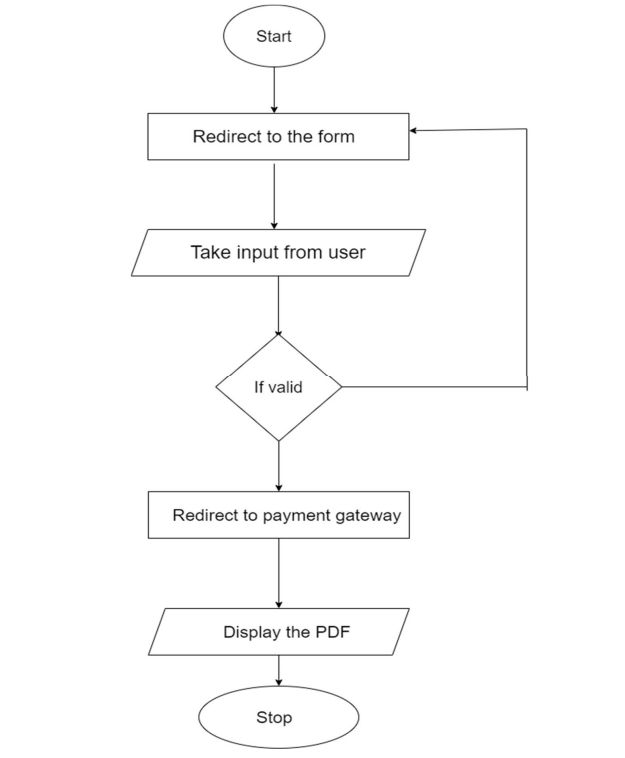 Start
Redirect to the form
Take input from user
If valid
Redirect to payment gateway
Display the PDF
Stop